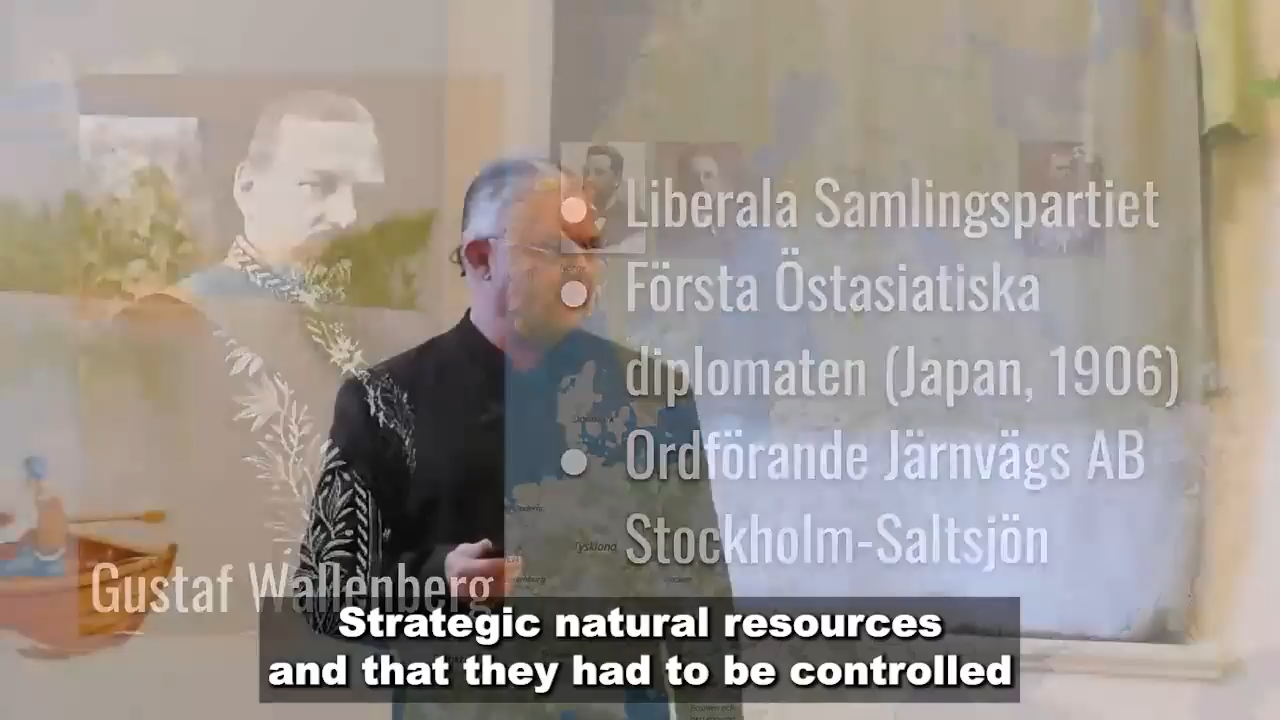 Liberala Samlingspartiet
Första Östasiatiska
diplomaten (Japan, 1906)
Ordförande Järnvägs AB
Stockholm-Saltsjön
Tyskland
Gustaf Wallenberg
Strategic natural resources
and that they had to be controlled